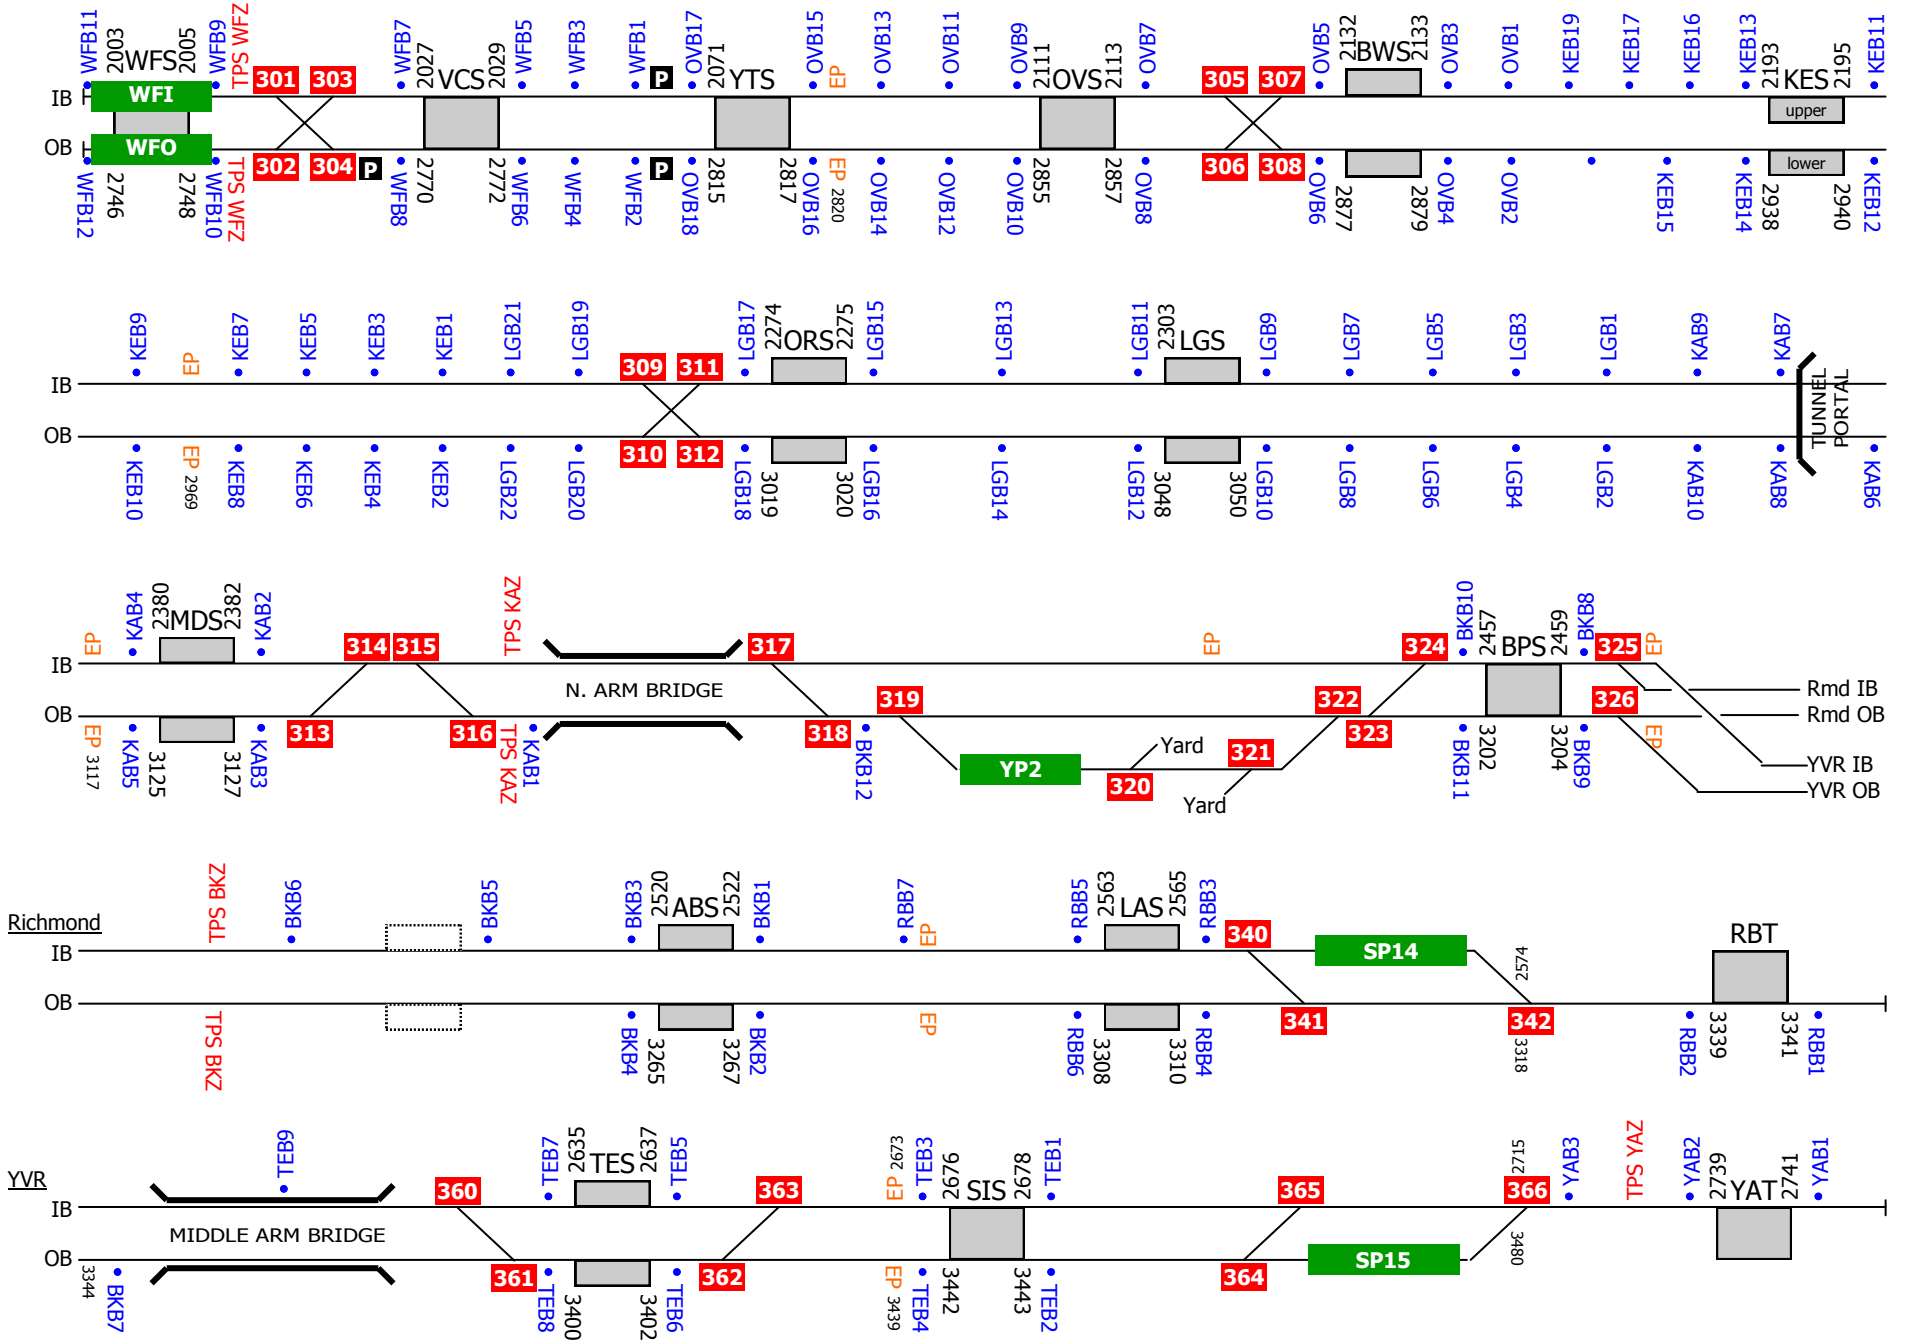 WFB11 2003 WFS 2005 WFB9 TPS WFZ 301 303 WFB7 2027 VCS 2029 WFB5 WFB3 WFB1 P OVB17 2071 YTS OVB15 EP OVB13 OVB11 OVB9 2111 OVS 2113 OVB7 305 307 OVB5 2132 BWS 2133 OVB3 OVB1 KEB19 KEB17 KEB16 KEB13 2193 KES 2195 KEB11
IB WFI upper
OB WFO lower
WFB12 2746 2748 WFB10 TPS WFZ 302 304 P WFB8 2770 2772 WFB6 WFB4 WFB2 P OVB18 2815 2817 OVB16 EP 2820 OVB14 OVB12 OVB10 2855 2857 OVB8 306 308 OVB6 2877 2879 OVB4 OVB2 KEB15 KEB14 2938 2940 KEB12
KEB9 EP KEB7 KEB5 KEB3 KEB1 LGB21 LGB19 309 311 LGB17 2274 ORS 2275 LGB15 LGB13 LGB11 2303 LGS LGB9 LGB7 LGB5 LGB3 LGB1 KAB9 KAB7
IB TUNNEL PORTAL
OB
KEB10 EP 2969 KEB8 KEB6 KEB4 KEB2 LGB22 LGB20 310 312 LGB18 3019 3020 LGB16 LGB14 LGB12 3048 3050 LGB10 LGB8 LGB6 LGB4 LGB2 KAB10 KAB8 KAB6
EP KAB4 2380 MDS 2382 KAB2 314 315 TPS KAZ 317 EP 324 BKB10 2457 BPS 2459 BKB8 325 EP
IB N. ARM BRIDGE 319 322 326 Rmd IB
OB Rmd OB
EP 3117 KAB5 3125 3127 KAB3 313 316 TPS KAZ KAB1 318 BKB12 323 BKB11 3202 3204 BKB9 EP
YP2 Yard 320 321 Yard YVR IB
YVR OB
Richmond TPS BKZ BKB6 BKB5 BKB3 2520 ABS 2522 BKB1 RBB7 EP RBB5 2563 LAS 2565 RBB3 340 SP14 2574 RBT
IB
OB
TPS BKZ BKB4 3265 3267 BKB2 EP RBB6 3308 3310 RBB4 341 342 3318 RBB2 3339 3341 RBB1
YVR TEB9 360 TEB7 2635 TES 2637 TEB5 363 EP 2673 TEB3 2676 SIS 2678 TEB1 365 2715 366 YAB3 TPS YAZ YAB2 2739 YAT 2741 YAB1
IB MIDDLE ARM BRIDGE
OB SP15 3480
3344 BKB7 361 TEB8 3400 3402 TEB6 362 EP 3439 TEB4 3442 3443 TEB2 364